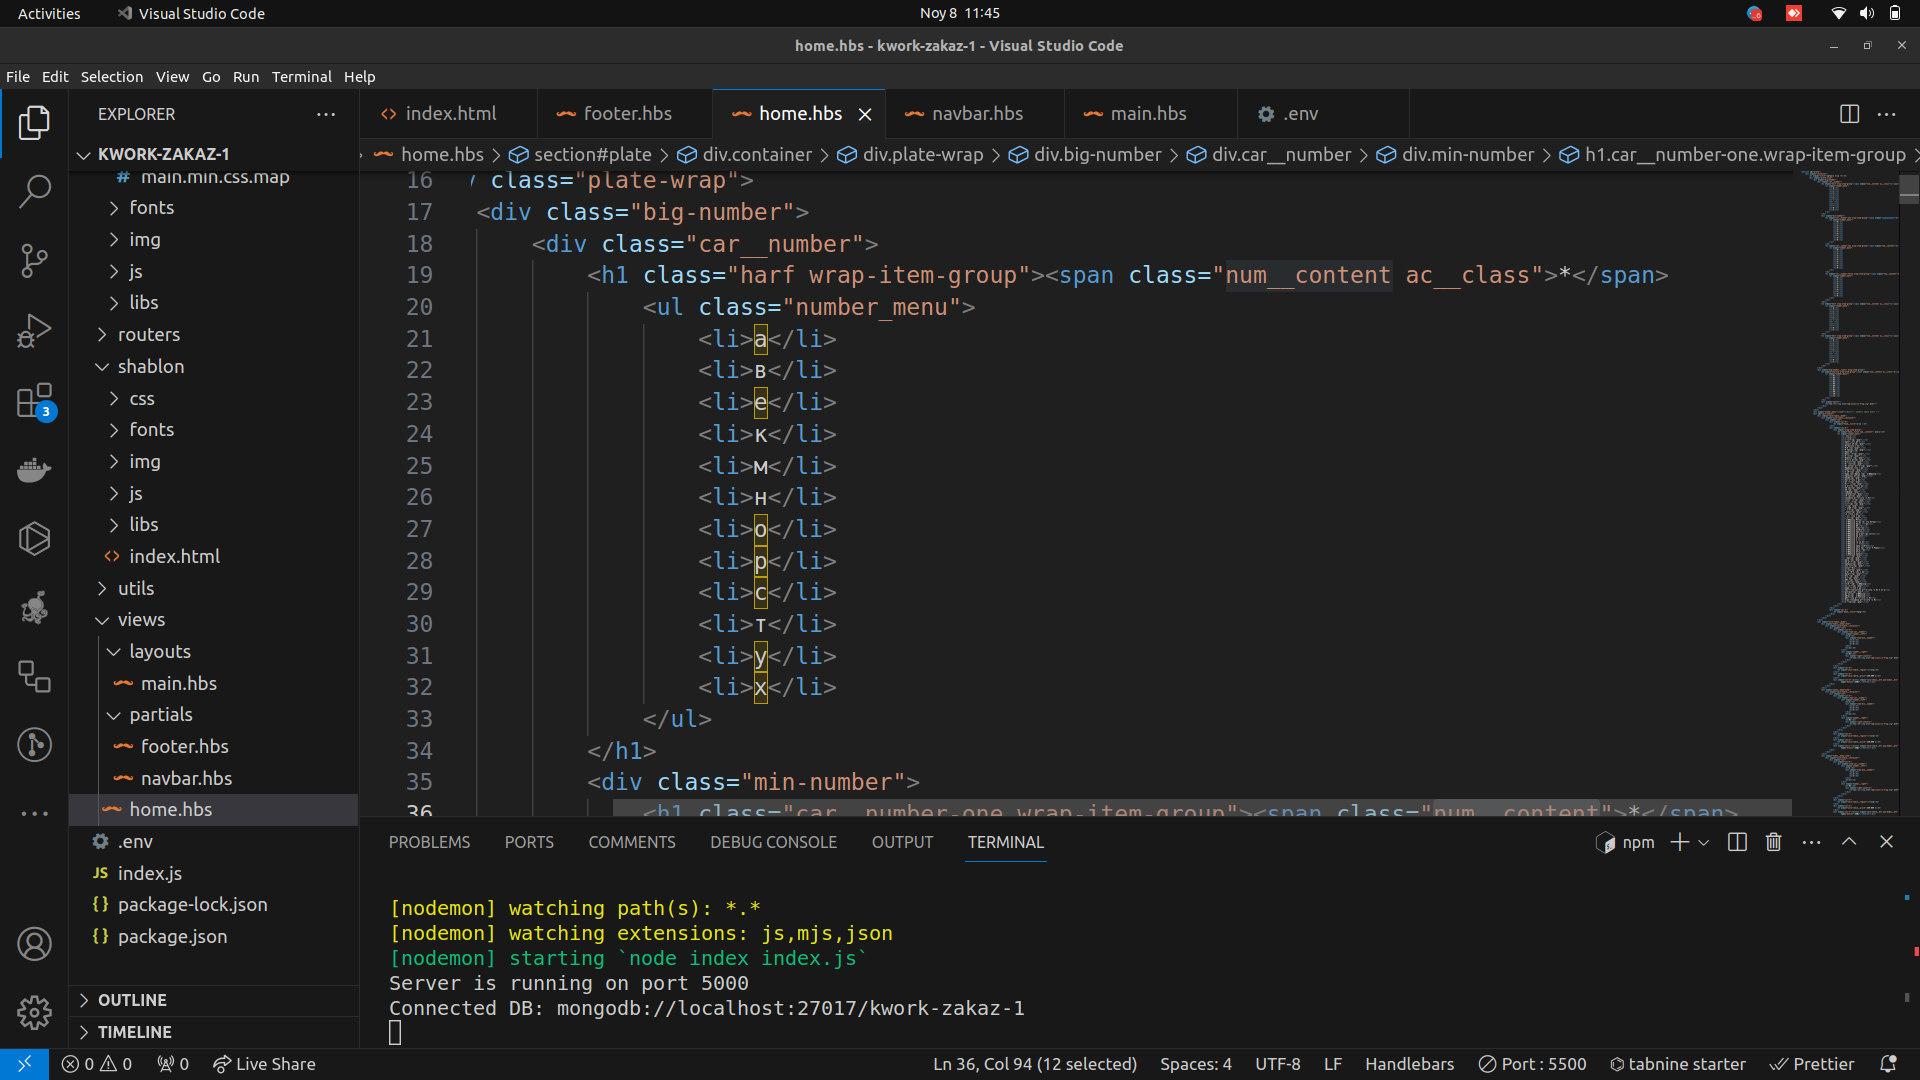 Activities
Visual Studio Code
Noy 8 11:45
home.hbs - kwork-zakaz-1 - Visual Studio Code
File Edit Selection View Go Run Terminal Help
EXPLORER
KWORK-ZAKAZ-1
main.min.css.map
fonts
img
js
libs
routers
shablon
css
fonts
img
js
libs
index.html
utils
views
layouts
main.hbs
partials
footer.hbs
navbar.hbs
home.hbs
.env
index.js
package-lock.json
package.json
OUTLINE
TIMELINE
3
index.html footer.hbs home.hbs navbar.hbs main.hbs .env
home.hbs > section#plate > div.container > div.plate-wrap > div.big-number > div.car__number > div.min-number > h1.car__number-one.wrap-item-group
16 class="plate-wrap">
17 <div class="big-number">
18 <div class="car__number">
19 <h1 class="harf wrap-item-group"><span class="num__content ac__class">*</span>
20 <ul class="number_menu">
21 <li>а</li>
22 <li>в</li>
23 <li>е</li>
24 <li>к</li>
25 <li>м</li>
26 <li>н</li>
27 <li>о</li>
28 <li>р</li>
29 <li>с</li>
30 <li>т</li>
31 <li>у</li>
32 <li>х</li>
33 </ul>
34 </h1>
35 <div class="min-number">
36 <h1 class="car__number-one wrap-item-group"><span class="num__content">*</span>
PROBLEMS PORTS COMMENTS DEBUG CONSOLE OUTPUT TERMINAL
npm
[nodemon] watching path(s): *.*
[nodemon] watching extensions: js,mjs,json
[nodemon] starting `node index index.js`
Server is running on port 5000
Connected DB: mongodb://localhost:27017/kwork-zakaz-1
0 0 0 Live Share
Ln 36, Col 94 (12 selected) Spaces: 4 UTF-8 LF Handlebars Port : 5500 tabnine starter Prettier